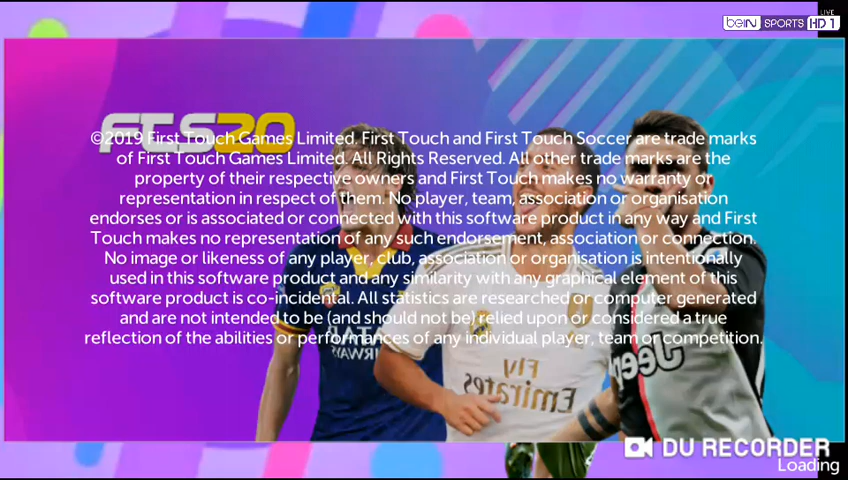 LIVE
beIN SPORTS HD 1
FTS20
©2019 First Touch Games Limited. First Touch and First Touch Soccer are trade marks
of First Touch Games Limited. All Rights Reserved. All other trade marks are the
property of their respective owners and First Touch makes no warranty or
representation in respect of them. No player, team, association or organisation
endorses or is associated or connected with this software product in any way and First
Touch makes no representation of any such endorsement, association or connection.
No image or likeness of any player, club, association or organisation is intentionally
used in this software product and any similarity with any graphical element of this
software product is co-incidental. All statistics are researched or computer generated
and are not intended to be (and should not be) relied upon or considered a true
reflection of the abilities or performances of any individual player, team or competition.
QATAR
AIRWAYS
Fly
Emirates
Jeep
DU RECORDER
Loading